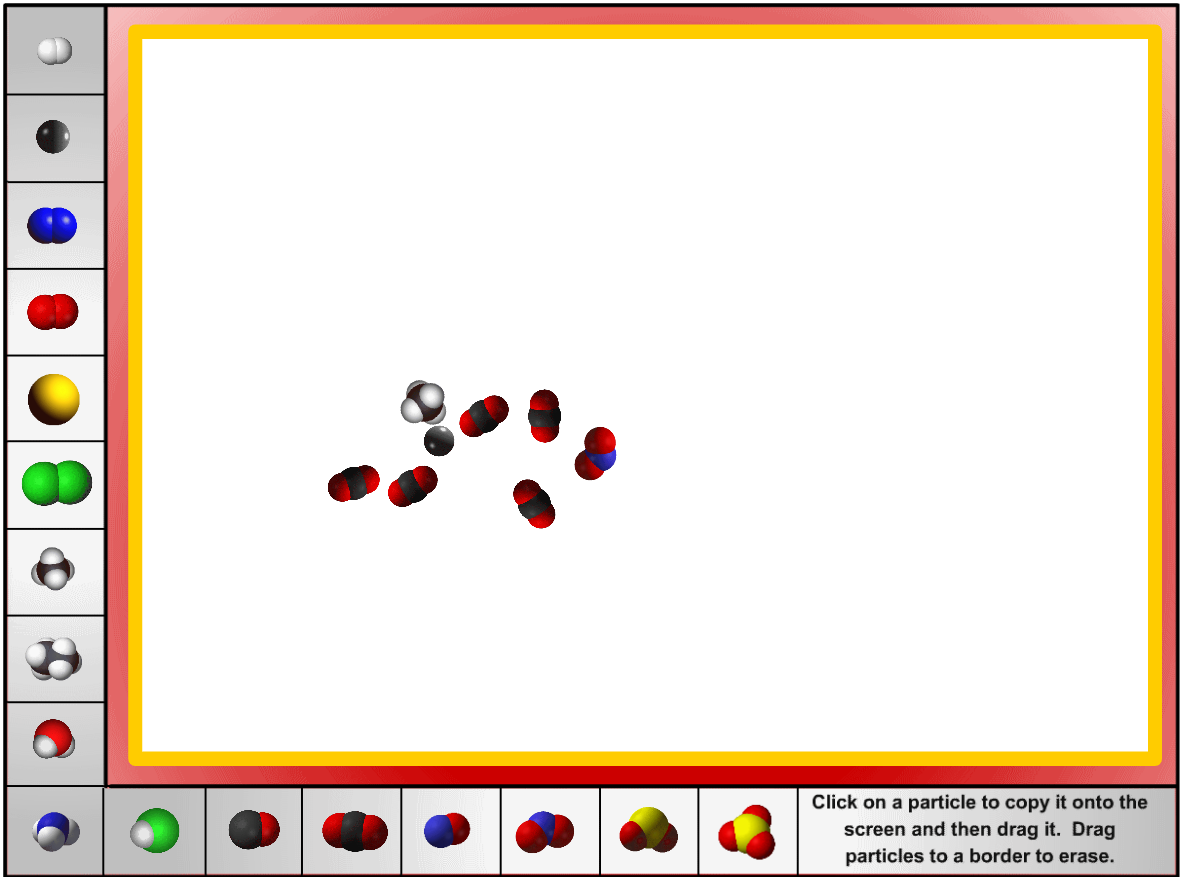 Click on a particle to copy it onto the
screen and then drag it.  Drag
particles to a border to erase.